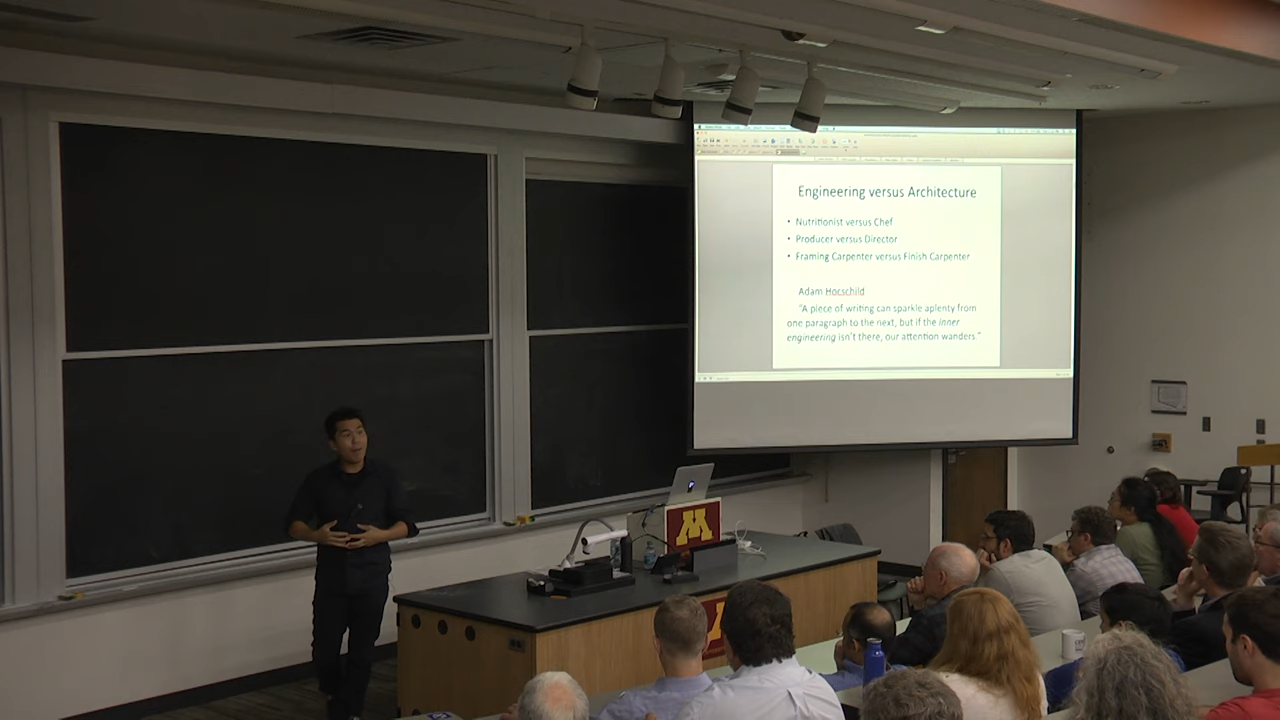 Engineering versus Architecture
• Nutritionist versus Chef
• Producer versus Director
• Framing Carpenter versus Finish Carpenter
Adam Hocschild
"A piece of writing can sparkle aplenty from
one paragraph to the next, but if the inner
engineering isn't there, our attention wanders."
M